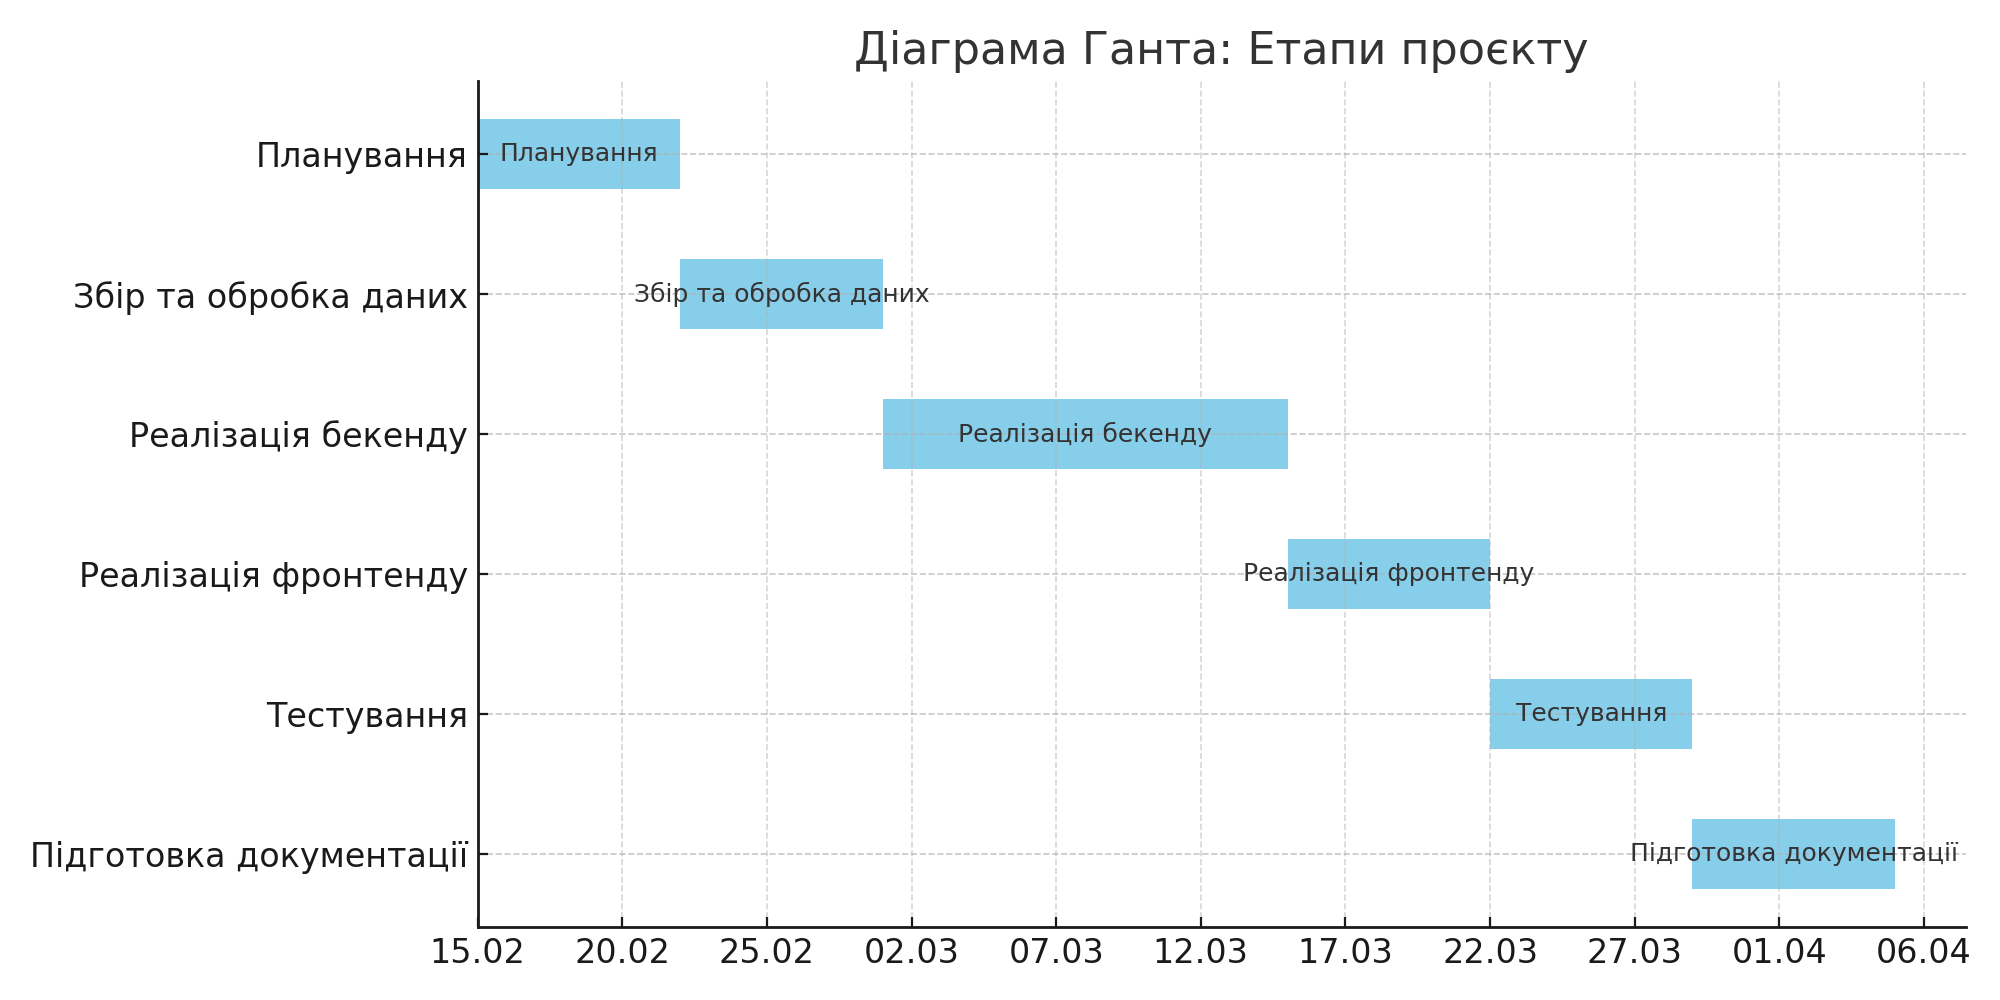 Діаграма Ганта: Етапи проєкту
Планування
Планування
Збір та обробка даних
Збір та обробка даних
Реалізація бекенду
Реалізація бекенду
Реалізація фронтенду
Реалізація фронтенду
Тестування
Тестування
Підготовка документації
Підготовка документації
15.02 20.02 25.02 02.03 07.03 12.03 17.03 22.03 27.03 01.04 06.04